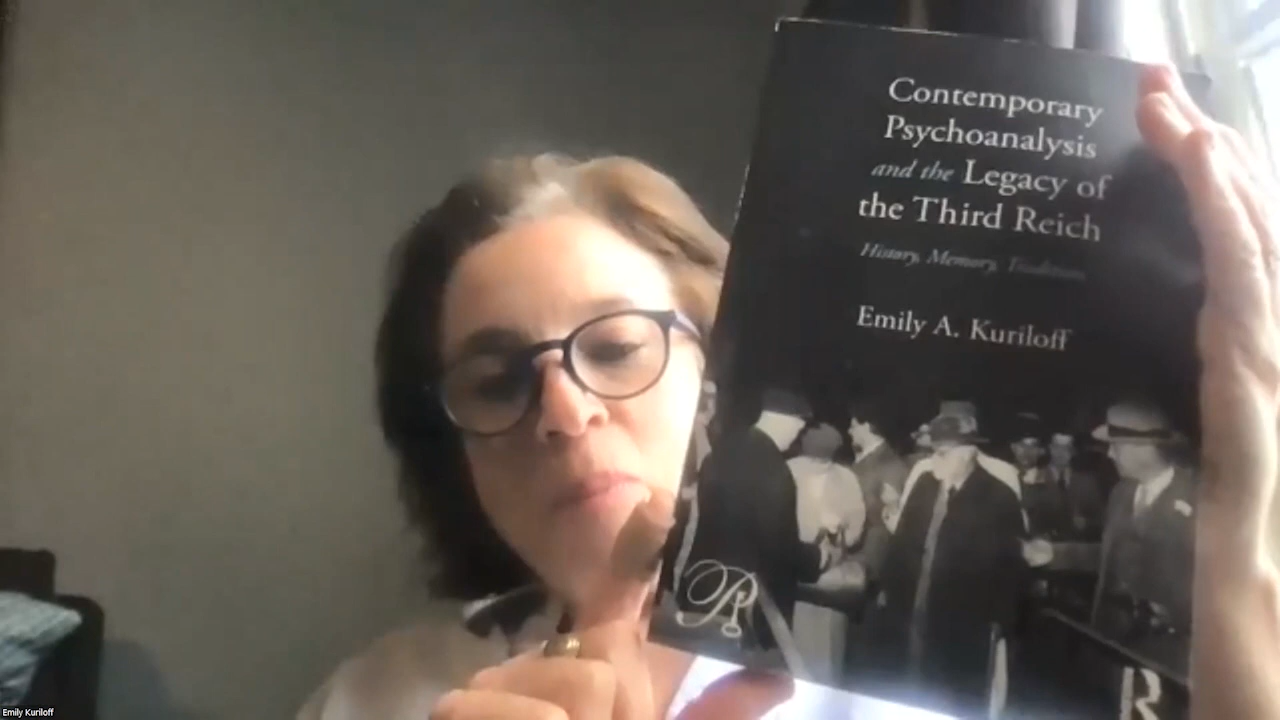 Contemporary
Psychoanalysis
and the Legacy of
the Third Reich
History, Memory, Tradition
Emily A. Kuriloff
R
Emily Kuriloff